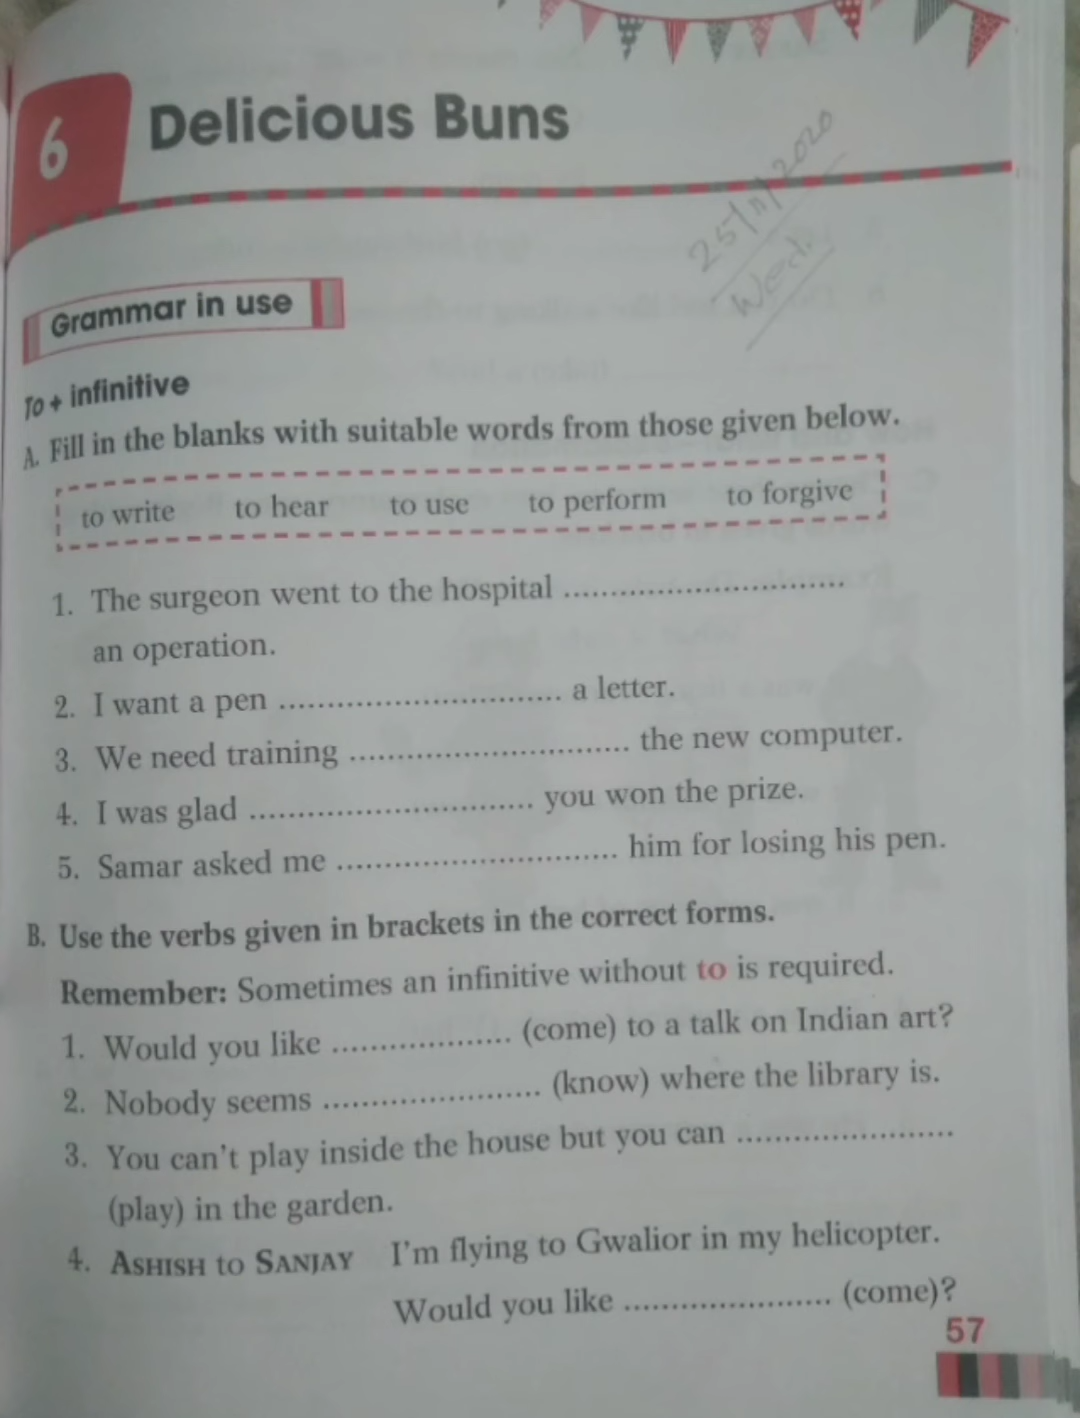 6
Delicious Buns
25/11/2020
Wed.
Grammar in use
To + infinitive
A. Fill in the blanks with suitable words from those given below.
to write to hear to use to perform to forgive
1. The surgeon went to the hospital ............................
an operation.
2. I want a pen ............................ a letter.
3. We need training ............................ the new computer.
4. I was glad ............................ you won the prize.
5. Samar asked me ............................ him for losing his pen.
B. Use the verbs given in brackets in the correct forms.
Remember: Sometimes an infinitive without to is required.
1. Would you like .................. (come) to a talk on Indian art?
2. Nobody seems ...................... (know) where the library is.
3. You can't play inside the house but you can ......................
(play) in the garden.
4. ASHISH to SANJAY I'm flying to Gwalior in my helicopter.
Would you like ..................... (come)?
57